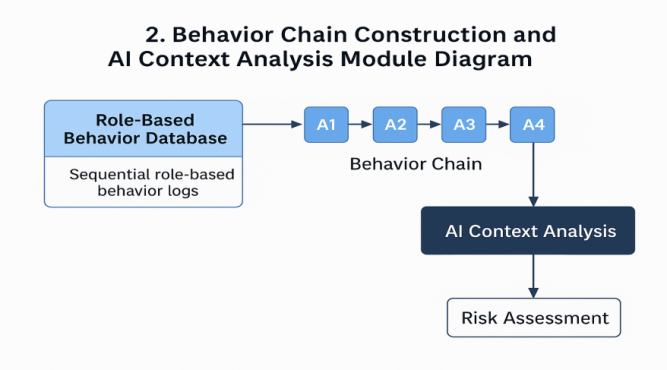 2. Behavior Chain Construction and
AI Context Analysis Module Diagram
Role-Based
Behavior Database
Sequential role-based
behavior logs
A1
A2
A3
A4
Behavior Chain
AI Context Analysis
Risk Assessment